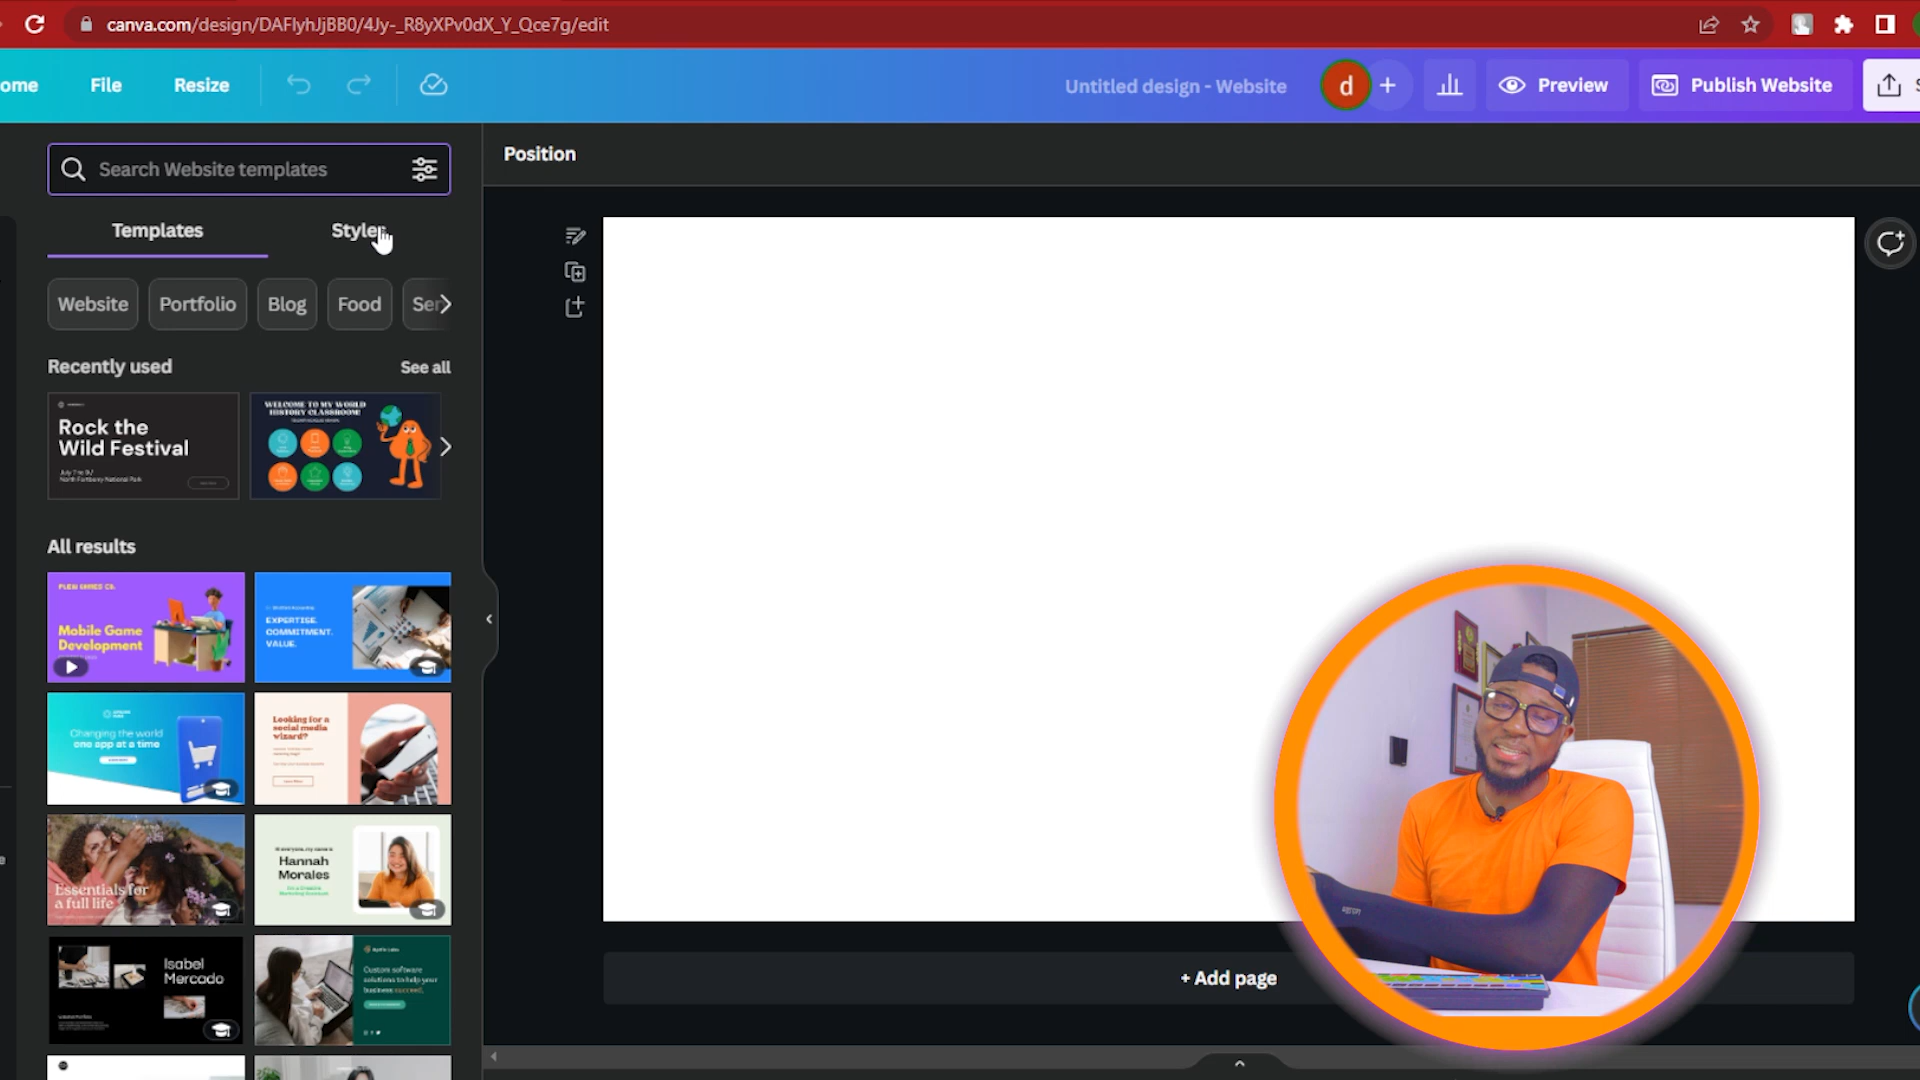 canva.com/design/DAFlyhJjBB0/4Jy-_R8yXPv0dX_Y_Qce7g/edit
ome File Resize Untitled design - Website d + Preview Publish Website
Search Website templates
Position
Templates Styles
Website Portfolio Blog Food Ser
Recently used See all
Rock the
Wild Festival
WELCOME TO MY WORLD
HISTORY CLASSROOM!
All results
Mobile Game
Development
EXPERTISE.
COMMITMENT.
VALUE.
Changing the world
one app at a time
Looking for a
social media
wizard?
Essentials for
a full life
Hannah
Morales
Isabel
Mercado
Custom software
solutions to help your
business succeed.
+ Add page